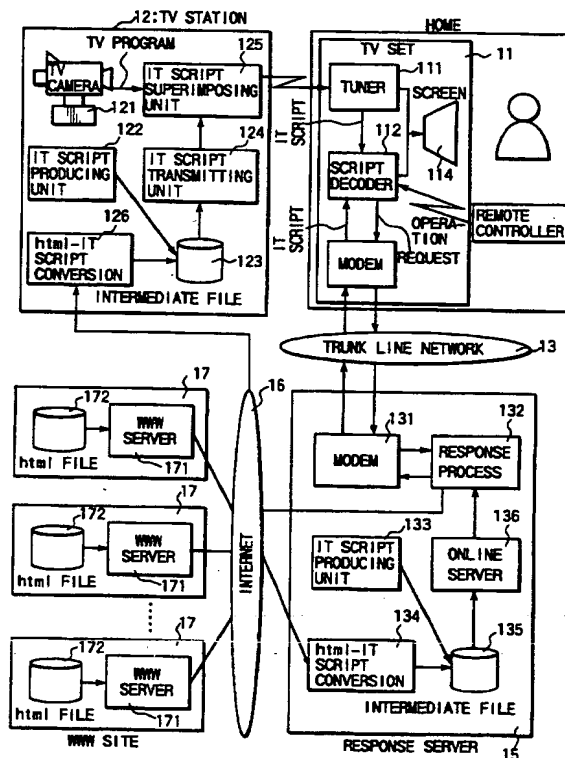 12:TV STATION
TV PROGRAM
TV
CAMERA
121
125
IT SCRIPT
SUPERIMPOSING
UNIT
122
IT SCRIPT
PRODUCING
UNIT
124
IT SCRIPT
TRANSMITTING
UNIT
126
html-IT
SCRIPT
CONVERSION
123
INTERMEDIATE FILE
HOME
TV SET
11
TUNER
111
SCREEN
IT
SCRIPT
112
SCRIPT
DECODER
114
IT
SCRIPT
OPERA-
TION
REQUEST
REMOTE
CONTROLLER
MODEM
TRUNK LINE NETWORK
13
16
INTERNET
172
17
WWW
SERVER
171
html FILE
172
17
WWW
SERVER
171
html FILE
172
17
WWW
SERVER
171
html FILE
WWW SITE
131
MODEM
132
RESPONSE
PROCESS
133
IT SCRIPT
PRODUCING
UNIT
136
ONLINE
SERVER
134
html-IT
SCRIPT
CONVERSION
135
INTERMEDIATE FILE
RESPONSE SERVER
15